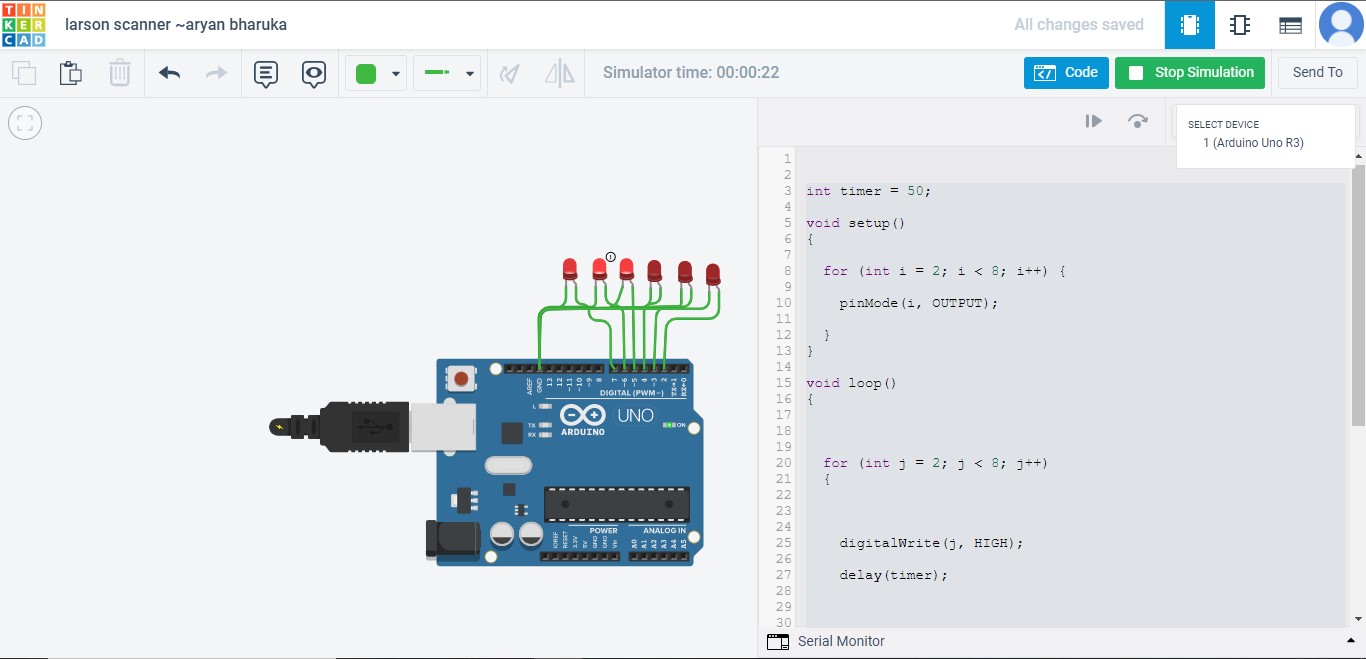 TIN
KER
CAD
larson scanner ~aryan bharuka
All changes saved
Simulator time: 00:00:22
Code
Stop Simulation
Send To
SELECT DEVICE
1 (Arduino Uno R3)
1
2
3 int timer = 50;
4
5 void setup()
6 {
7
8 for (int i = 2; i < 8; i++) {
9
10 pinMode(i, OUTPUT);
11
12 }
13 }
14
15 void loop()
16 {
17
18
19
20 for (int j = 2; j < 8; j++)
21 {
22
23
24
25 digitalWrite(j, HIGH);
26
27 delay(timer);
28
29
30
AREF GND 13 12 ~11 ~10 ~9 8 7 ~6 ~5 4 ~3 2 TX→1 RX←0
DIGITAL (PWM~)
L
TX
RX
UNO
ARDUINO
ON
POWER
ANALOG IN
IOREF RESET 3.3V 5V GND GND Vin A0 A1 A2 A3 A4 A5
Serial Monitor